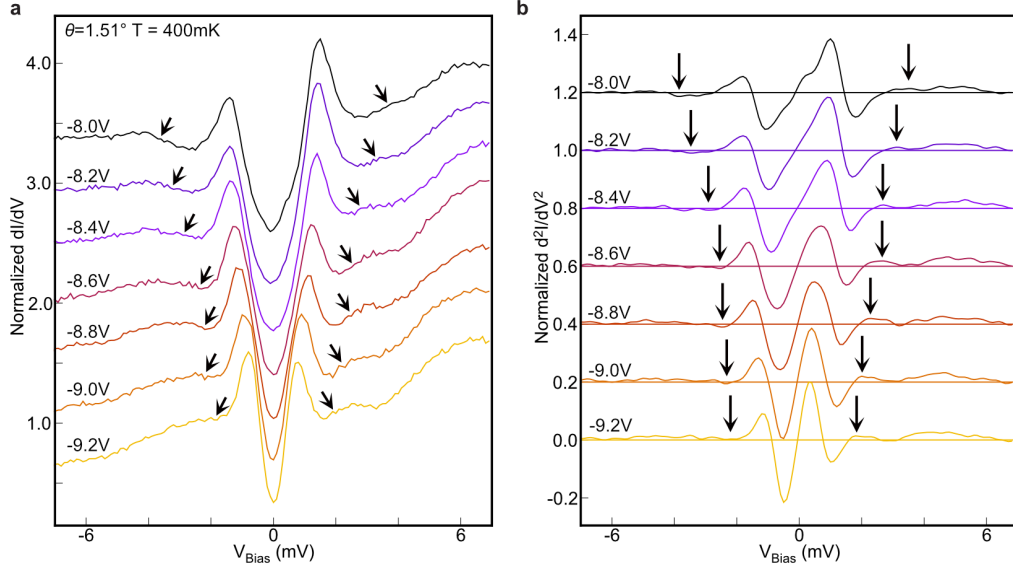 a
θ=1.51° T = 400mK
Normalized dI/dV
4.0
3.0
2.0
1.0
-8.0V
-8.2V
-8.4V
-8.6V
-8.8V
-9.0V
-9.2V
-6
0
6
V_Bias (mV)
b
Normalized d²I/dV²
1.4
1.2
1.0
0.8
0.6
0.4
0.2
0.0
-0.2
-8.0V
-8.2V
-8.4V
-8.6V
-8.8V
-9.0V
-9.2V
-6
0
6
V_Bias (mV)